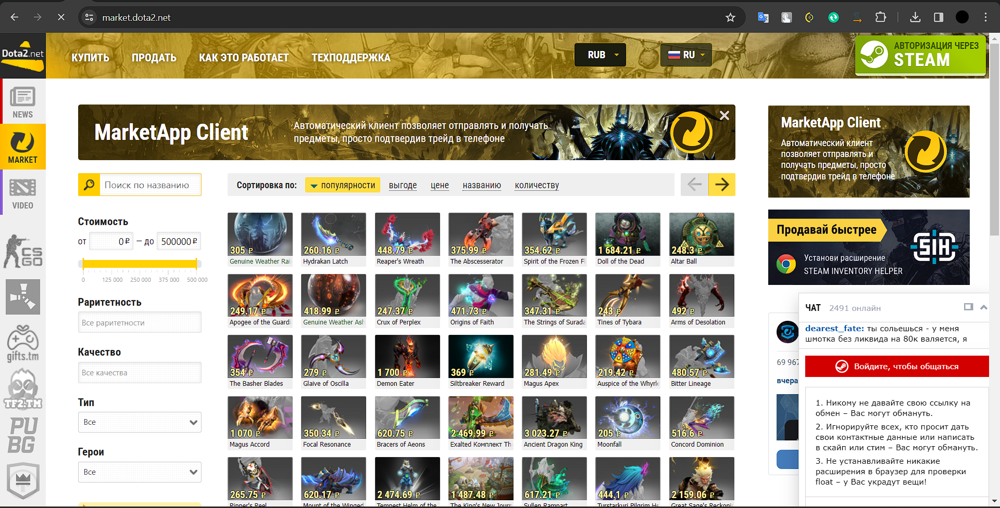 market.dota2.net
Dota2.net
КУПИТЬ
ПРОДАТЬ
КАК ЭТО РАБОТАЕТ
ТЕХПОДДЕРЖКА
RUB
RU
АВТОРИЗАЦИЯ ЧЕРЕЗ
STEAM
NEWS
MARKET
VIDEO
CS
GO
gifts.tm
TF2.TM
PU
BG
MarketApp Client
Автоматический клиент позволяет отправлять и получать
предметы, просто подтвердив трейд в телефоне
Поиск по названию
Сортировка по:
популярности
выгоде
цене
названию
количеству
Стоимость
от
0 ₽
– до
500000 ₽
0
125 000
250 000
375 000
500 000
Раритетность
Все раритетности
Качество
Все качества
Тип
Все
Герои
Все
305 ₽
Genuine Weather Rai
260.16 ₽
Hydrakan Latch
448.79 ₽
Reaper's Wreath
375.99 ₽
The Abscesserator
354.62 ₽
Spirit of the Frozen F
1 684.21 ₽
Doll of the Dead
248.3 ₽
Altar Ball
249.17 ₽
Apogee of the Guardi
418.99 ₽
Genuine Weather Ash
247.37 ₽
Crux of Perplex
471.73 ₽
Origins of Faith
347.31 ₽
The Strings of Surada
243 ₽
Tines of Tybara
492 ₽
Arms of Desolation
354 ₽
The Basher Blades
279 ₽
Glaive of Oscilla
1 700 ₽
Demon Eater
369 ₽
Siltbreaker Reward
281.49 ₽
Magus Apex
219.42 ₽
Auspice of the Whyrle
480.57 ₽
Bitter Lineage
1 070 ₽
Magus Accord
350.34 ₽
Focal Resonance
620.75 ₽
Bracers of Aeons
2 469.99 ₽
Exalted Комплект Th
3 023.27 ₽
Ancient Dragon King
205 ₽
Moonfall
516.6 ₽
Concord Dominion
265.75 ₽
Ripper's Reel
620.17 ₽
Mount of the Winged
2 474.69 ₽
Tempest Helm of the
1 487.48 ₽
The King's New Journ
617.21 ₽
Sullen Rampart
444.1 ₽
Turstarkuri Pilgrim He
2 159.06 ₽
Great Sage's Reckoni
MarketApp Client
Автоматический клиент
позволяет отправлять и
получать предметы, просто
подтвердив трейд в телефоне
Продавай быстрее
SIH
Установи расширение
STEAM INVENTORY HELPER
69 967
вчера
ЧАТ
2491 онлайн
dearest_fate: ты сольешься - у меня
шмотка без ликвида на 80к валяется, я
Войдите, чтобы общаться
1. Никому не давайте свою ссылку на
обмен – Вас могут обмануть.
2. Игнорируйте всех, кто просит дать
свои контактные данные или написать
в скайп или стим – Вас могут обмануть.
3. Не устанавливайте никакие
расширения в браузер для проверки
float – у Вас украдут вещи!